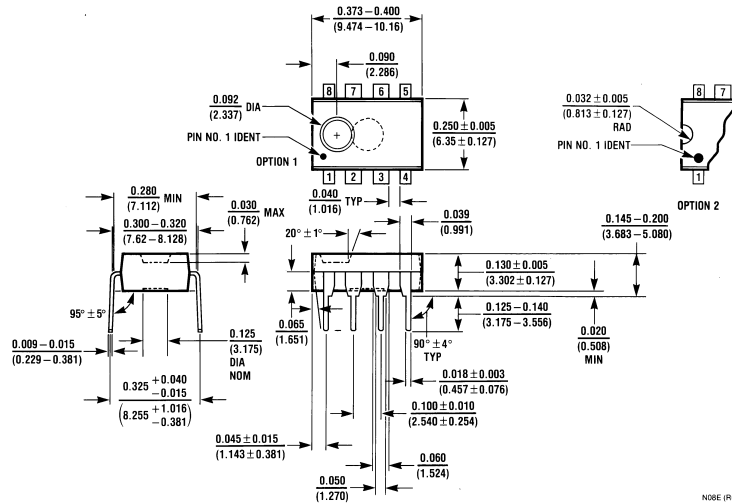 0.373 – 0.400
(9.474 – 10.16)
0.090
(2.286)
8 7 6 5
0.092 DIA
(2.337)
PIN NO. 1 IDENT
OPTION 1
1 2 3 4
0.250 ± 0.005
(6.35 ± 0.127)
0.032 ± 0.005
(0.813 ± 0.127)
RAD
PIN NO. 1 IDENT
8 7
1
OPTION 2
0.280 MIN
(7.112)
0.300 – 0.320
(7.62 – 8.128)
0.030 MAX
(0.762)
0.040 TYP
(1.016)
0.039
(0.991)
20° ± 1°
0.145 – 0.200
(3.683 – 5.080)
0.130 ± 0.005
(3.302 ± 0.127)
0.125 – 0.140
(3.175 – 3.556)
0.020
(0.508)
MIN
95° ± 5°
0.009 – 0.015
(0.229 – 0.381)
0.125
(3.175)
DIA
NOM
0.065
(1.651)
90° ± 4°
TYP
0.325 +0.040 −0.015
(8.255 +1.016 −0.381)
0.018 ± 0.003
(0.457 ± 0.076)
0.100 ± 0.010
(2.540 ± 0.254)
0.045 ± 0.015
(1.143 ± 0.381)
0.060
(1.524)
0.050
(1.270)
N08E (R